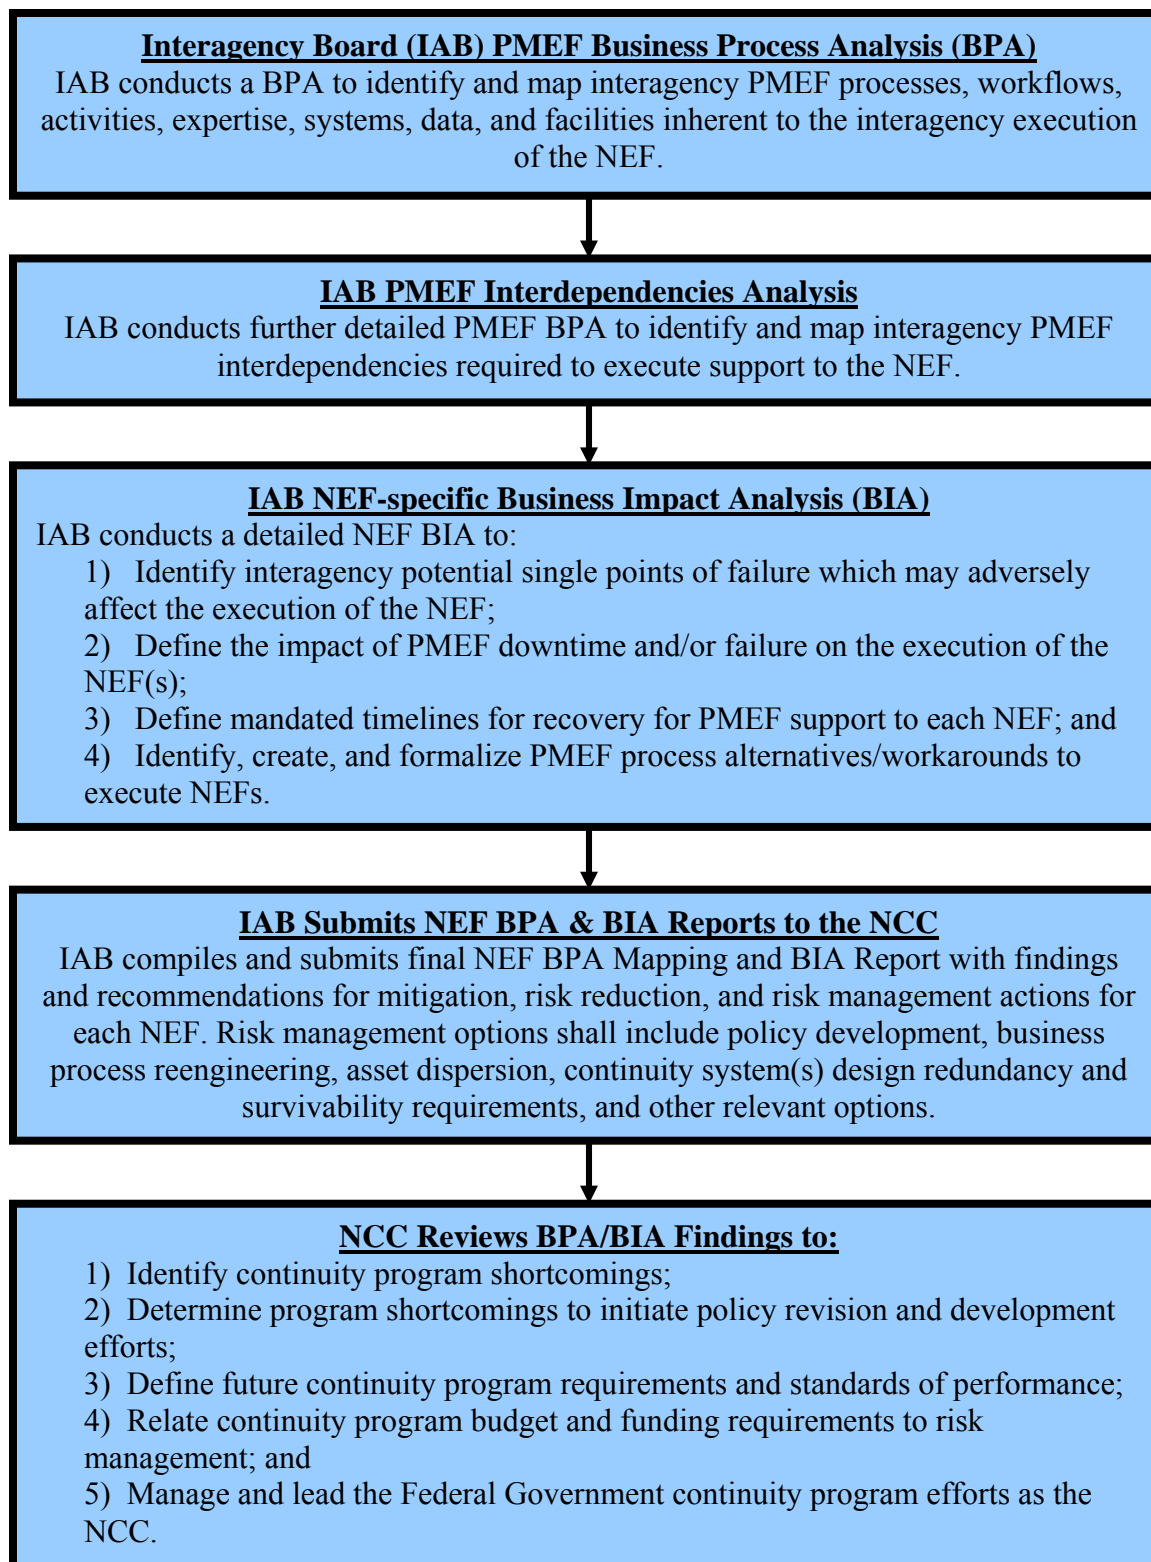 Interagency Board (IAB) PMEF Business Process Analysis (BPA)
IAB conducts a BPA to identify and map interagency PMEF processes, workflows,
activities, expertise, systems, data, and facilities inherent to the interagency execution
of the NEF.
IAB PMEF Interdependencies Analysis
IAB conducts further detailed PMEF BPA to identify and map interagency PMEF
interdependencies required to execute support to the NEF.
IAB NEF-specific Business Impact Analysis (BIA)
IAB conducts a detailed NEF BIA to:
1) Identify interagency potential single points of failure which may adversely
affect the execution of the NEF;
2) Define the impact of PMEF downtime and/or failure on the execution of the
NEF(s);
3) Define mandated timelines for recovery for PMEF support to each NEF; and
4) Identify, create, and formalize PMEF process alternatives/workarounds to
execute NEFs.
IAB Submits NEF BPA & BIA Reports to the NCC
IAB compiles and submits final NEF BPA Mapping and BIA Report with findings
and recommendations for mitigation, risk reduction, and risk management actions for
each NEF. Risk management options shall include policy development, business
process reengineering, asset dispersion, continuity system(s) design redundancy and
survivability requirements, and other relevant options.
NCC Reviews BPA/BIA Findings to:
1) Identify continuity program shortcomings;
2) Determine program shortcomings to initiate policy revision and development
efforts;
3) Define future continuity program requirements and standards of performance;
4) Relate continuity program budget and funding requirements to risk
management; and
5) Manage and lead the Federal Government continuity program efforts as the
NCC.